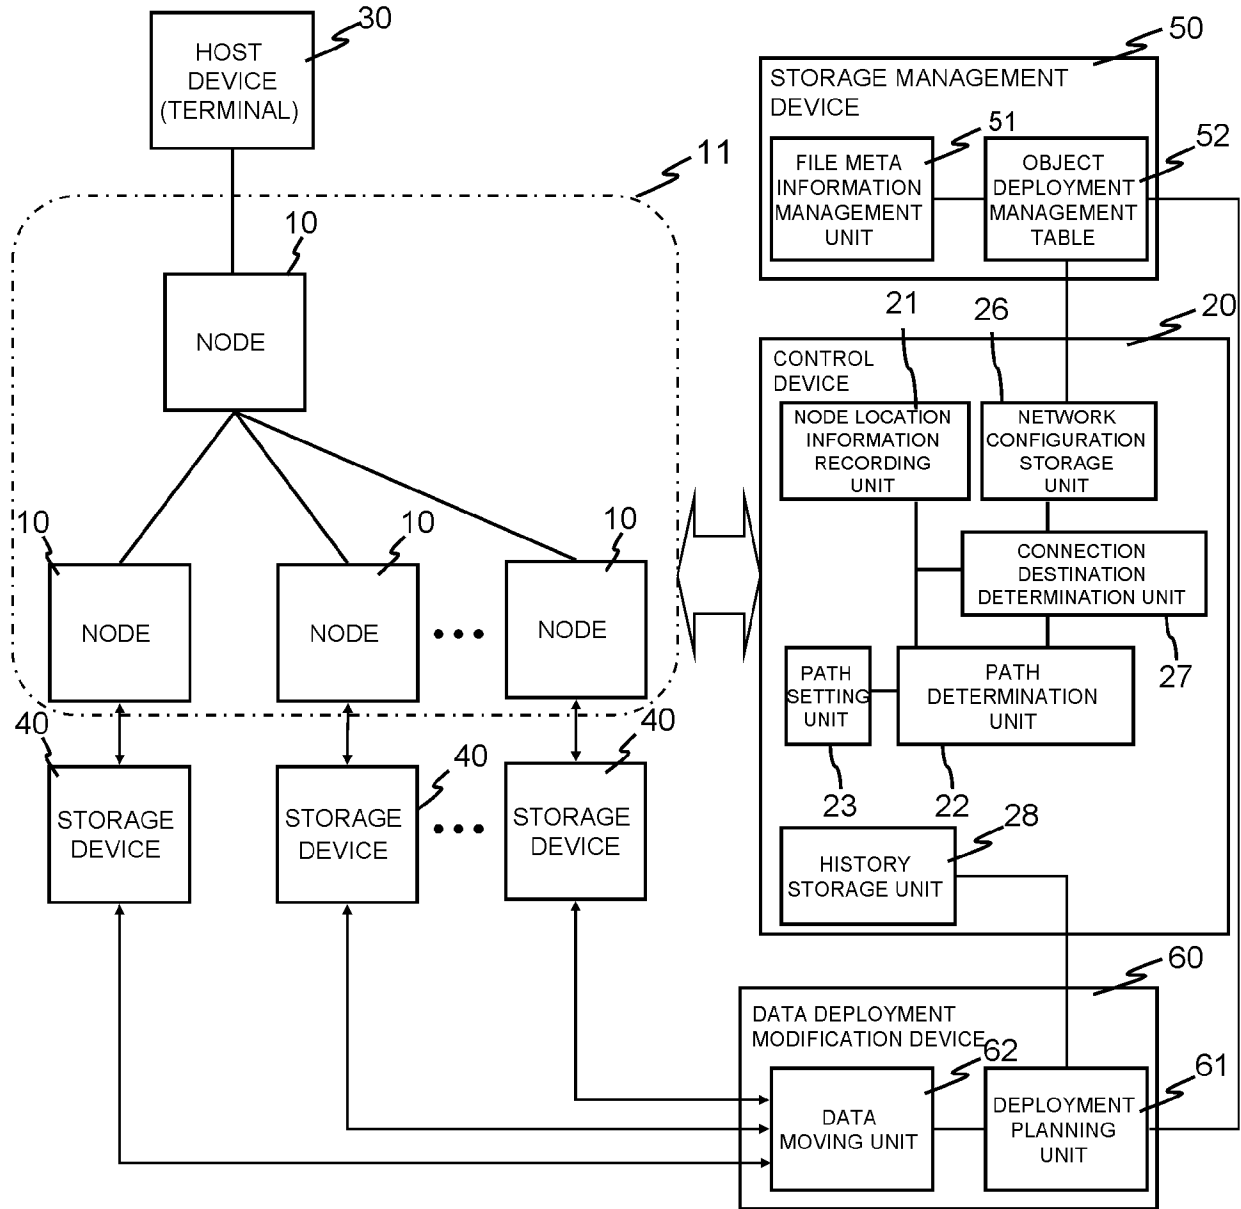 30
HOST
DEVICE
(TERMINAL)
11
10
NODE
10
NODE
10
NODE
10
NODE
40
STORAGE
DEVICE
40
STORAGE
DEVICE
40
STORAGE
DEVICE
50
STORAGE MANAGEMENT
DEVICE
51
FILE META
INFORMATION
MANAGEMENT
UNIT
52
OBJECT
DEPLOYMENT
MANAGEMENT
TABLE
20
CONTROL
DEVICE
21
NODE LOCATION
INFORMATION
RECORDING
UNIT
26
NETWORK
CONFIGURATION
STORAGE
UNIT
CONNECTION
DESTINATION
DETERMINATION UNIT
27
PATH
SETTING
UNIT
23
PATH
DETERMINATION
UNIT
22
28
HISTORY
STORAGE UNIT
60
DATA DEPLOYMENT
MODIFICATION DEVICE
62
DATA
MOVING UNIT
61
DEPLOYMENT
PLANNING
UNIT